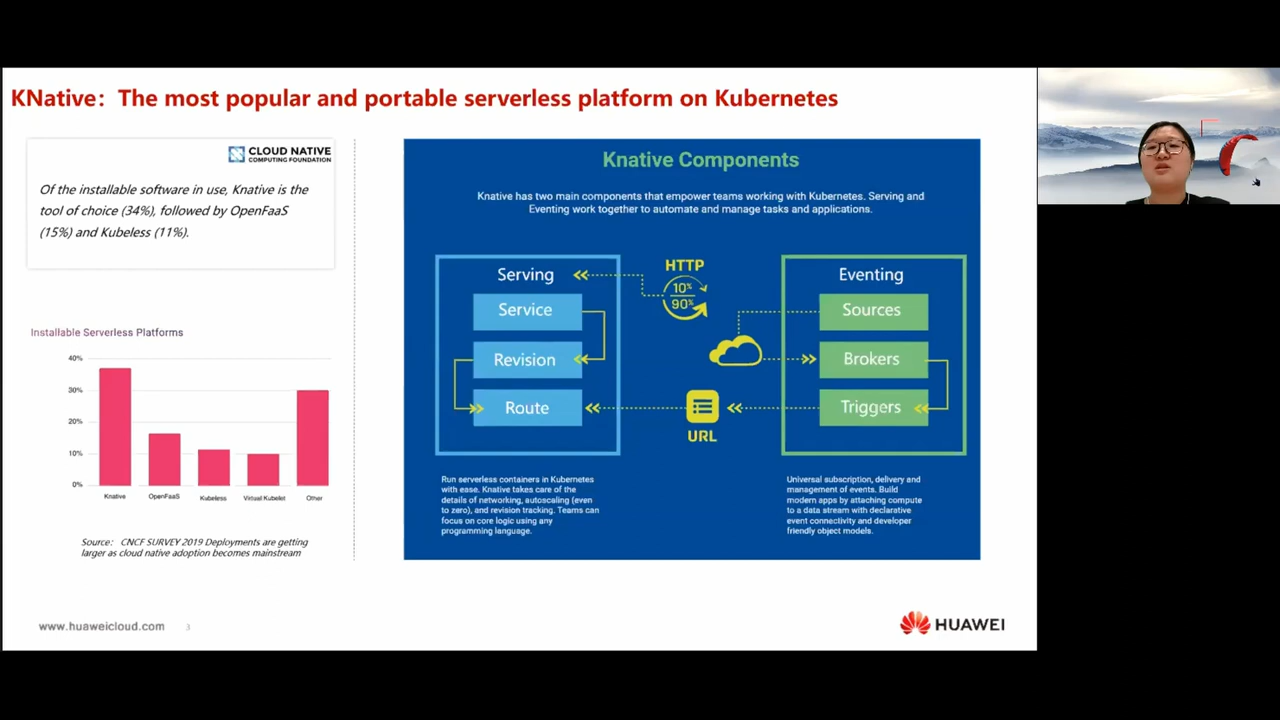 KNative: The most popular and portable serverless platform on Kubernetes
CLOUD NATIVE
COMPUTING FOUNDATION
Of the installable software in use, Knative is the
tool of choice (34%), followed by OpenFaaS
(15%) and Kubeless (11%).
Installable Serverless Platforms
40%
30%
20%
10%
0%
Knative
OpenFaaS
Kubeless
Virtual Kubelet
Other
Source: CNCF SURVEY 2019 Deployments are getting
larger as cloud native adoption becomes mainstream
Knative Components
Knative has two main components that empower teams working with Kubernetes. Serving and
Eventing work together to automate and manage tasks and applications.
Serving
Service
Revision
Route
HTTP
10%
90%
URL
Eventing
Sources
Brokers
Triggers
Run serverless containers in Kubernetes
with ease. Knative takes care of the
details of networking, autoscaling (even
to zero), and revision tracking. Teams can
focus on core logic using any
programming language.
Universal subscription, delivery and
management of events. Build
modern apps by attaching compute
to a data stream with declarative
event connectivity and developer
friendly object models.
www.huaweicloud.com
3
HUAWEI